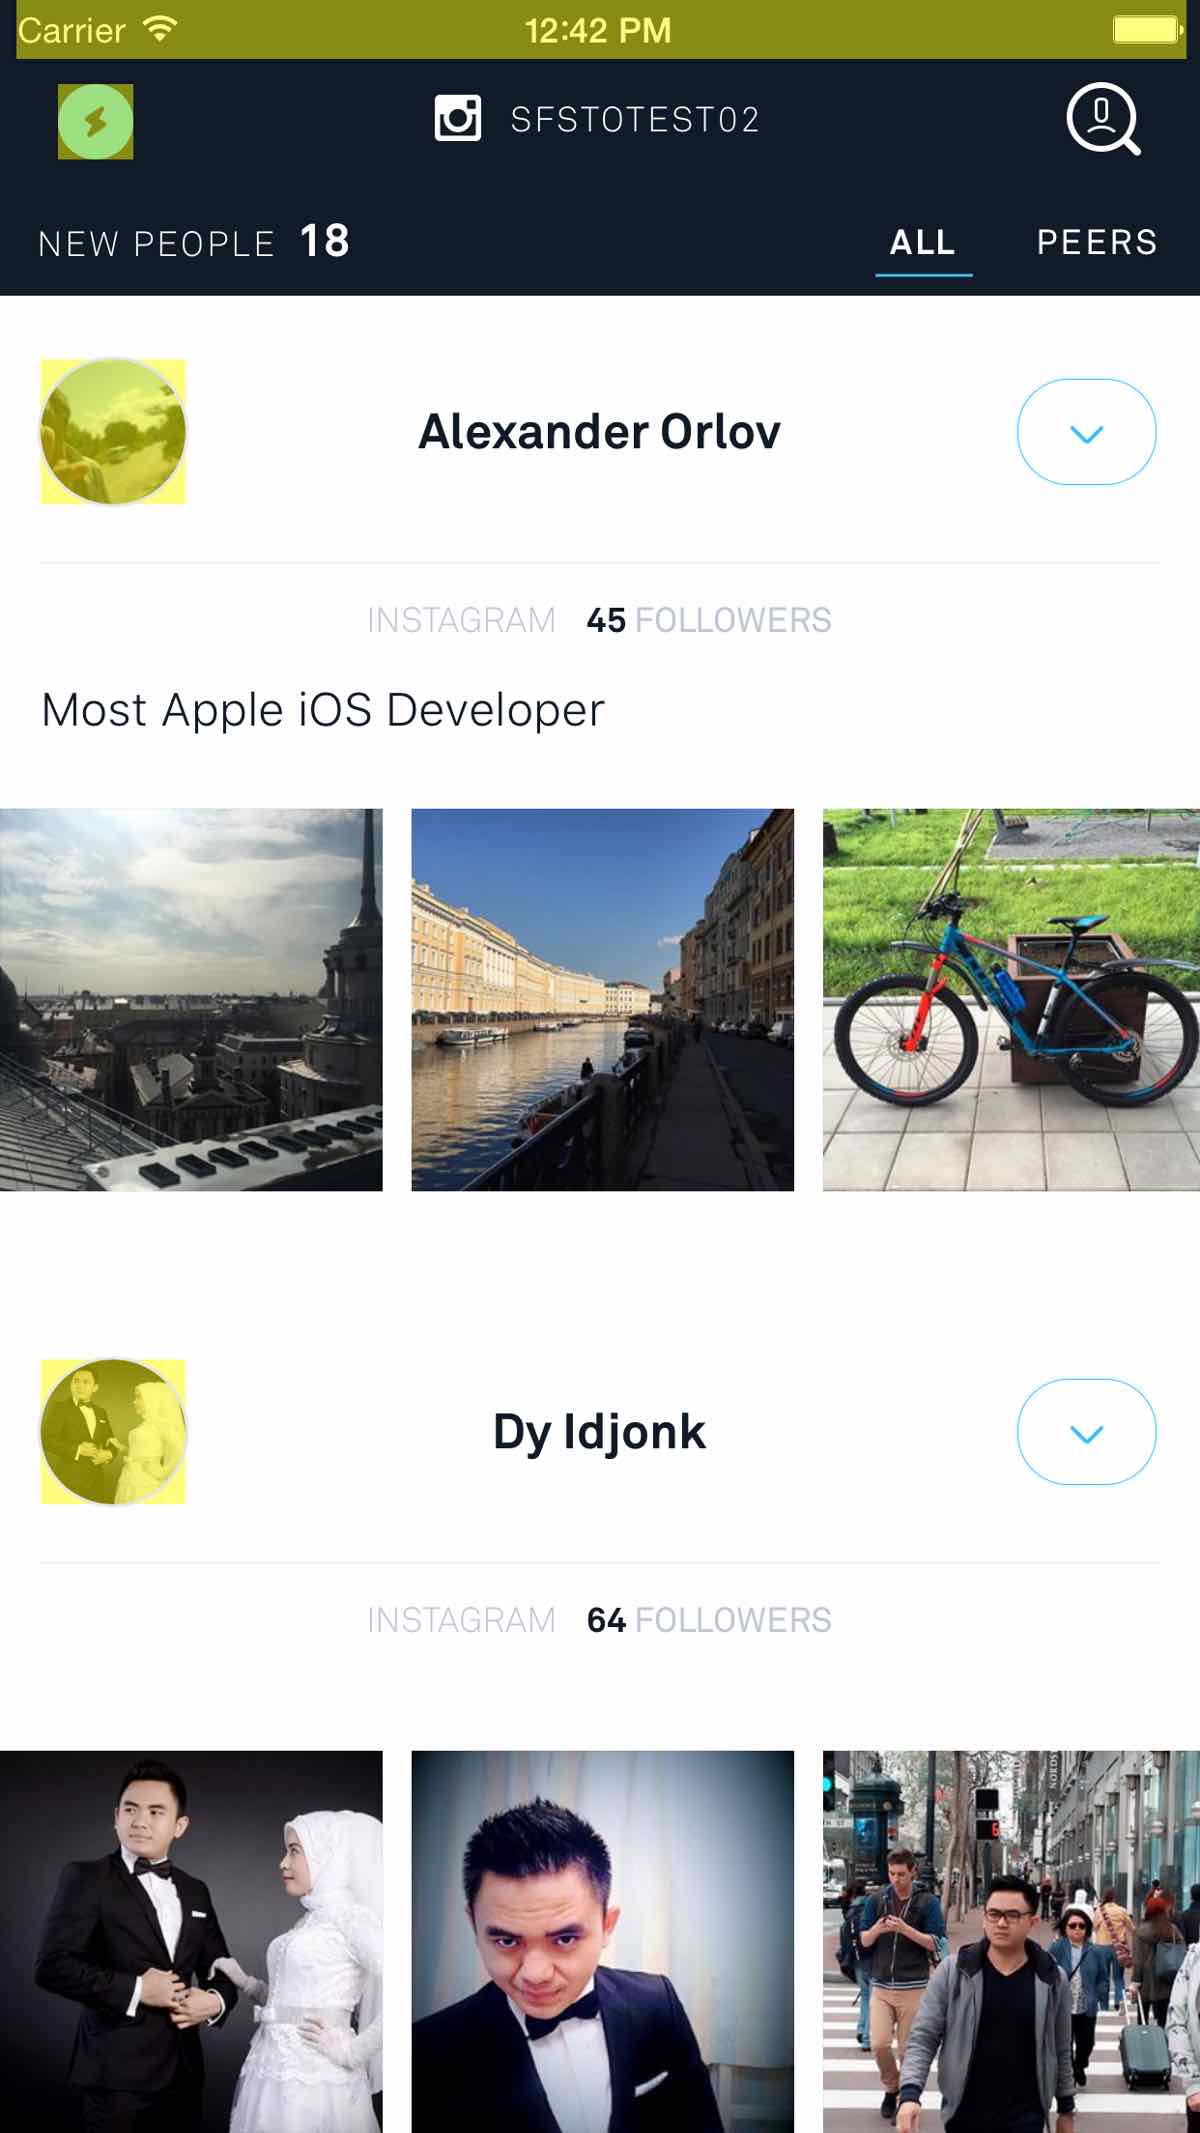 Carrier 12:42 PM
SFSTOTEST02
NEW PEOPLE 18 ALL PEERS
Alexander Orlov
INSTAGRAM 45 FOLLOWERS
Most Apple iOS Developer
Dy Idjonk
INSTAGRAM 64 FOLLOWERS